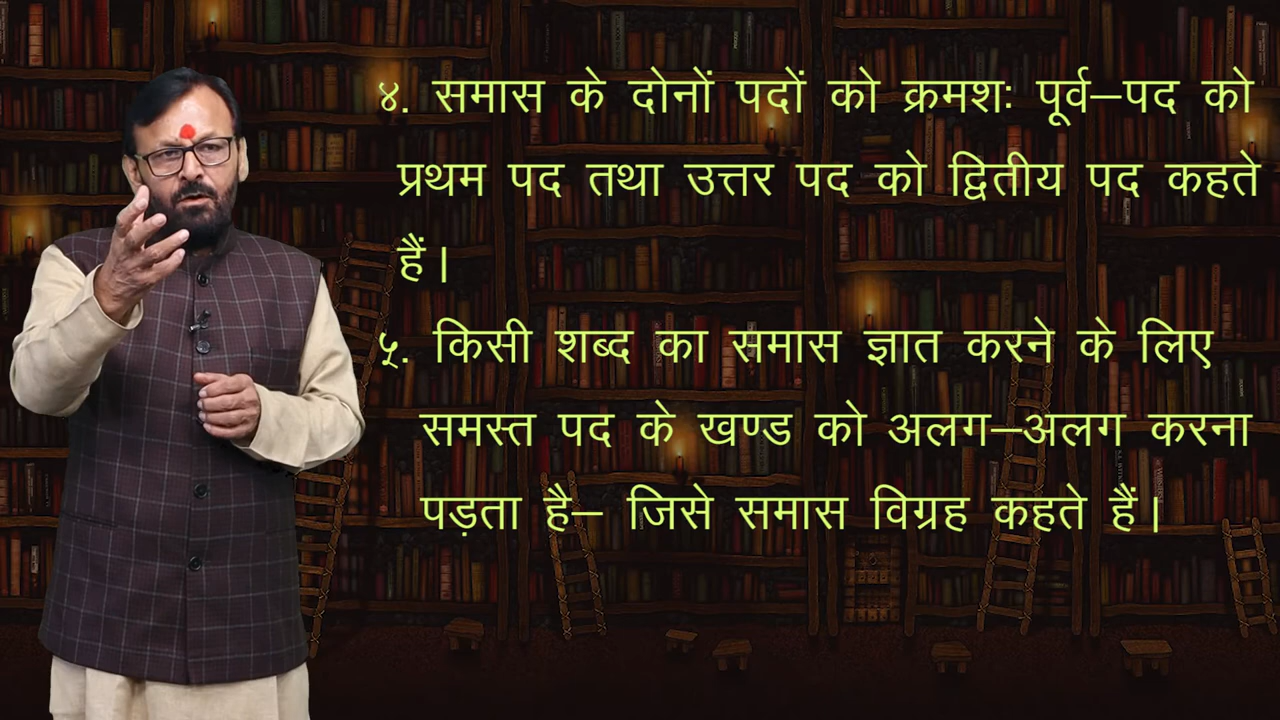 ४. समास के दोनों पदों को क्रमशः पूर्व–पद को
प्रथम पद तथा उत्तर पद को द्वितीय पद कहते
हैं।
५. किसी शब्द का समास ज्ञात करने के लिए
समस्त पद के खण्ड को अलग–अलग करना
पड़ता है– जिसे समास विग्रह कहते हैं।